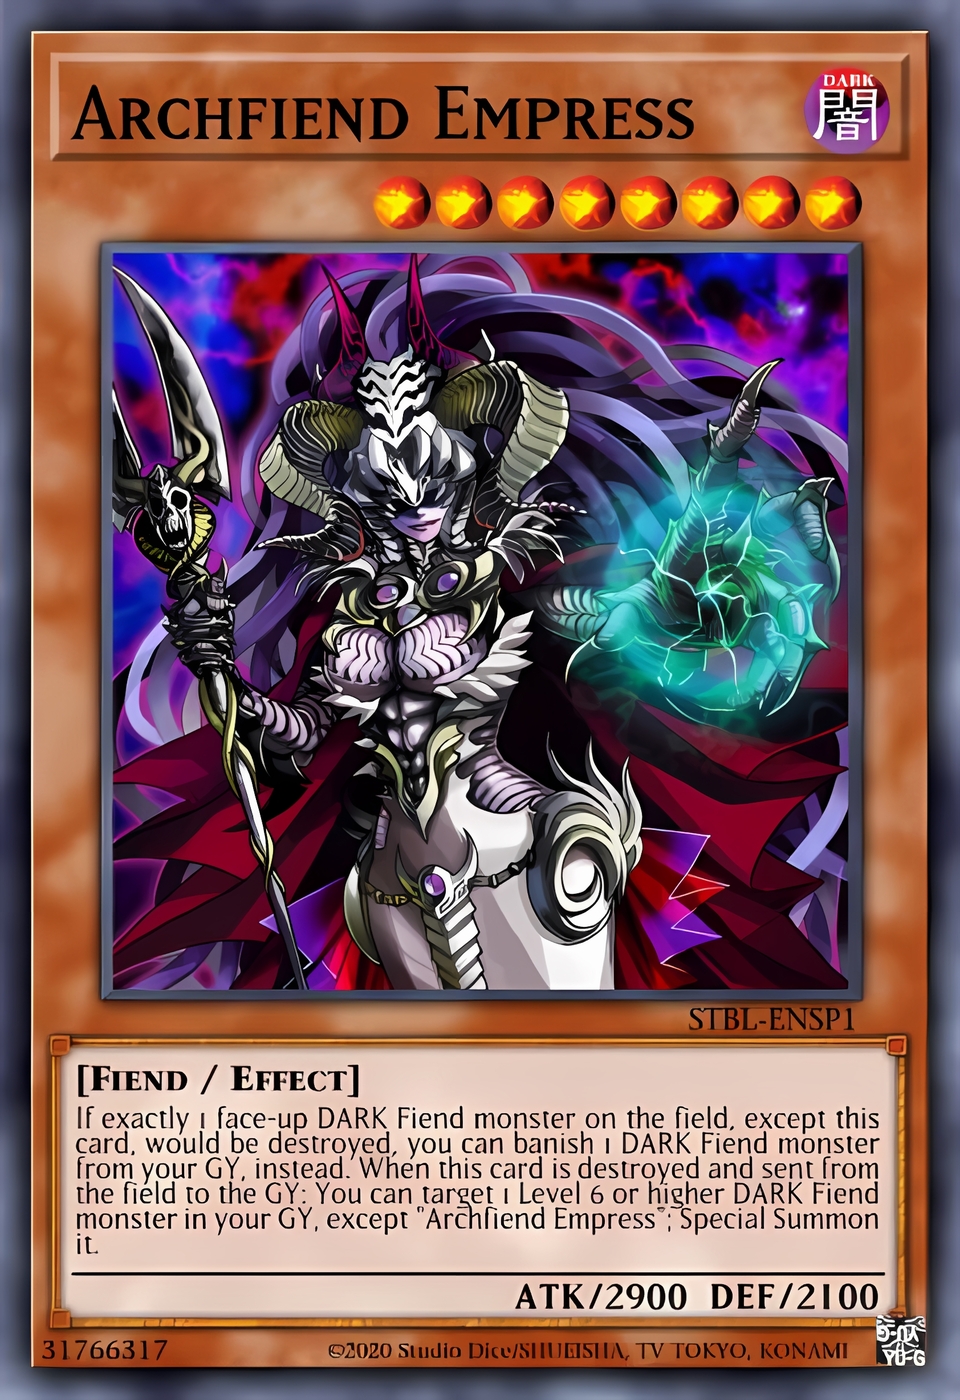 ARCHFIEND EMPRESS
DARK
闇
STBL-ENSP1
[FIEND / EFFECT]
If exactly 1 face-up DARK Fiend monster on the field, except this
card, would be destroyed, you can banish 1 DARK Fiend monster
from your GY, instead. When this card is destroyed and sent from
the field to the GY: You can target 1 Level 6 or higher DARK Fiend
monster in your GY, except "Archfiend Empress"; Special Summon
it.
ATK/2900 DEF/2100
31766317
©2020 Studio Dice/SHUEISHA, TV TOKYO, KONAMI